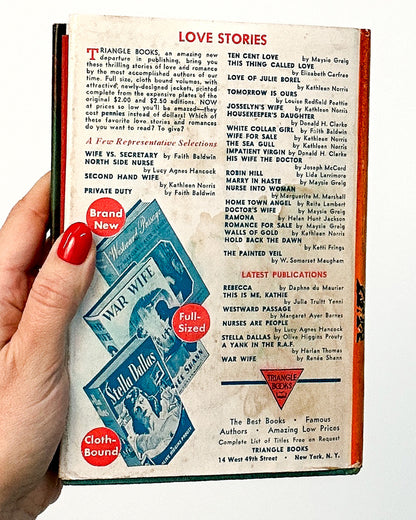 LOVE STORIES
TRIANGLE BOOKS, an amazing new
departure in publishing, bring you
these thrilling stories of love and romance
by the most accomplished authors of our
time. Full size, cloth bound volumes, with
attractive, newly-designed jackets, printed
complete from the expensive plates of the
original $2.00 and $2.50 editions. NOW
at prices so low you'll be amazed—they
cost pennies instead of dollars! Which of
these favorite love stories and romances
do you want to read? To give?
A Few Representative Selections
WIFE VS. SECRETARY by Faith Baldwin
NORTH SIDE NURSE
by Lucy Agnes Hancock
SECOND HAND WIFE
by Kathleen Norris
PRIVATE DUTY by Faith Baldwin
TEN CENT LOVE by Maysie Greig
THIS THING CALLED LOVE
by Elizabeth Carfrae
LOVE OF JULIE BOREL
by Kathleen Norris
TOMORROW IS OURS
by Louise Redfield Peattie
JOSSELYN'S WIFE by Kathleen Norris
HOUSEKEEPER'S DAUGHTER
by Donald H. Clarke
WHITE COLLAR GIRL by Faith Baldwin
WIFE FOR SALE by Kathleen Norris
THE SEA GULL by Kathleen Norris
IMPATIENT VIRGIN by Donald H. Clarke
HIS WIFE THE DOCTOR
by Joseph McCord
ROBIN HILL by Lida Larrimore
MARRY IN HASTE by Maysie Greig
NURSE INTO WOMAN
by Marguerite M. Marshall
HOME TOWN ANGEL by Reita Lambert
DOCTOR'S WIFE by Maysie Greig
RAMONA by Helen Hunt Jackson
ROMANCE FOR SALE by Maysie Greig
WALLS OF GOLD by Kathleen Norris
HOLD BACK THE DAWN
by Ketti Frings
THE PAINTED VEIL
by W. Somerset Maugham
LATEST PUBLICATIONS
REBECCA by Daphne du Maurier
THIS IS ME, KATHIE
by Julia Truitt Yenni
WESTWARD PASSAGE
by Margaret Ayer Barnes
NURSES ARE PEOPLE
by Lucy Agnes Hancock
STELLA DALLAS by Olive Higgins Prouty
A YANK IN THE R.A.F.
by Harlan Thomas
WAR WIFE by Renée Shann
Brand
New
Westward Passage
WAR WIFE
RENEE SHANN
Full-
Sized
Stella Dallas
OLIVE HIGGINS PROUTY
Cloth-
Bound
TRIANGLE
BOOKS
The Best Books • Famous
Authors • Amazing Low Prices
Complete List of Titles Free on Request
TRIANGLE BOOKS
14 West 49th Street • New York, N. Y.